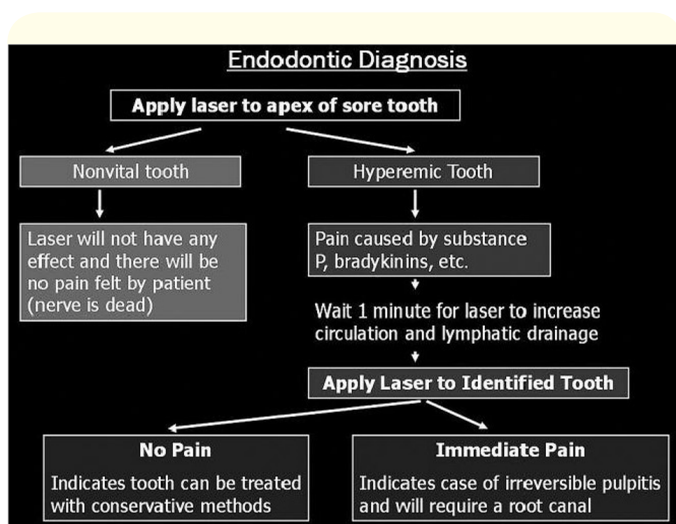 Endodontic Diagnosis
Apply laser to apex of sore tooth
Nonvital tooth
Hyperemic Tooth
Laser will not have any
effect and there will be
no pain felt by patient
(nerve is dead)
Pain caused by substance
P, bradykinins, etc.
Wait 1 minute for laser to increase
circulation and lymphatic drainage
Apply Laser to Identified Tooth
No Pain
Indicates tooth can be treated
with conservative methods
Immediate Pain
Indicates case of irreversible pulpitis
and will require a root canal